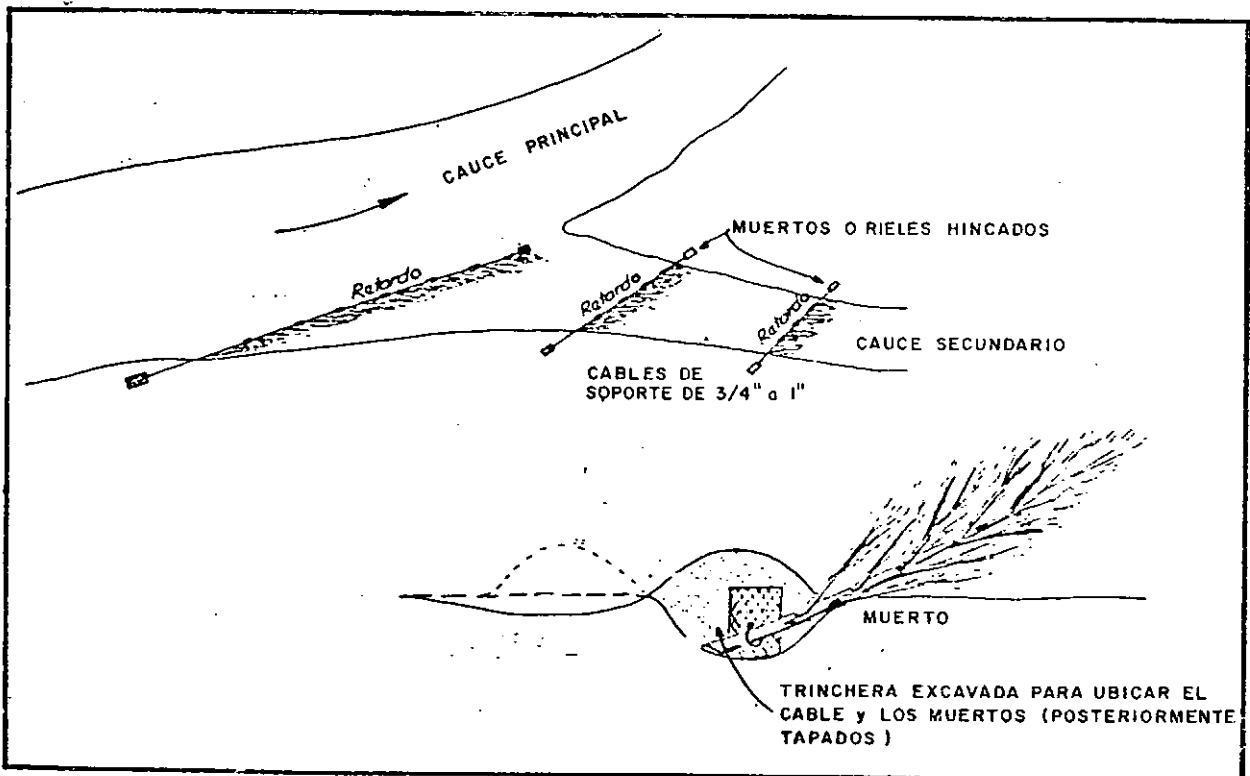 CAUCE PRINCIPAL
MUERTOS O RIELES HINCADOS
Retardo
Retardo
Retardo
CAUCE SECUNDARIO
CABLES DE
SOPORTE DE 3/4" a 1"
MUERTO
TRINCHERA EXCAVADA PARA UBICAR EL
CABLE y LOS MUERTOS (POSTERIORMENTE
TAPADOS)